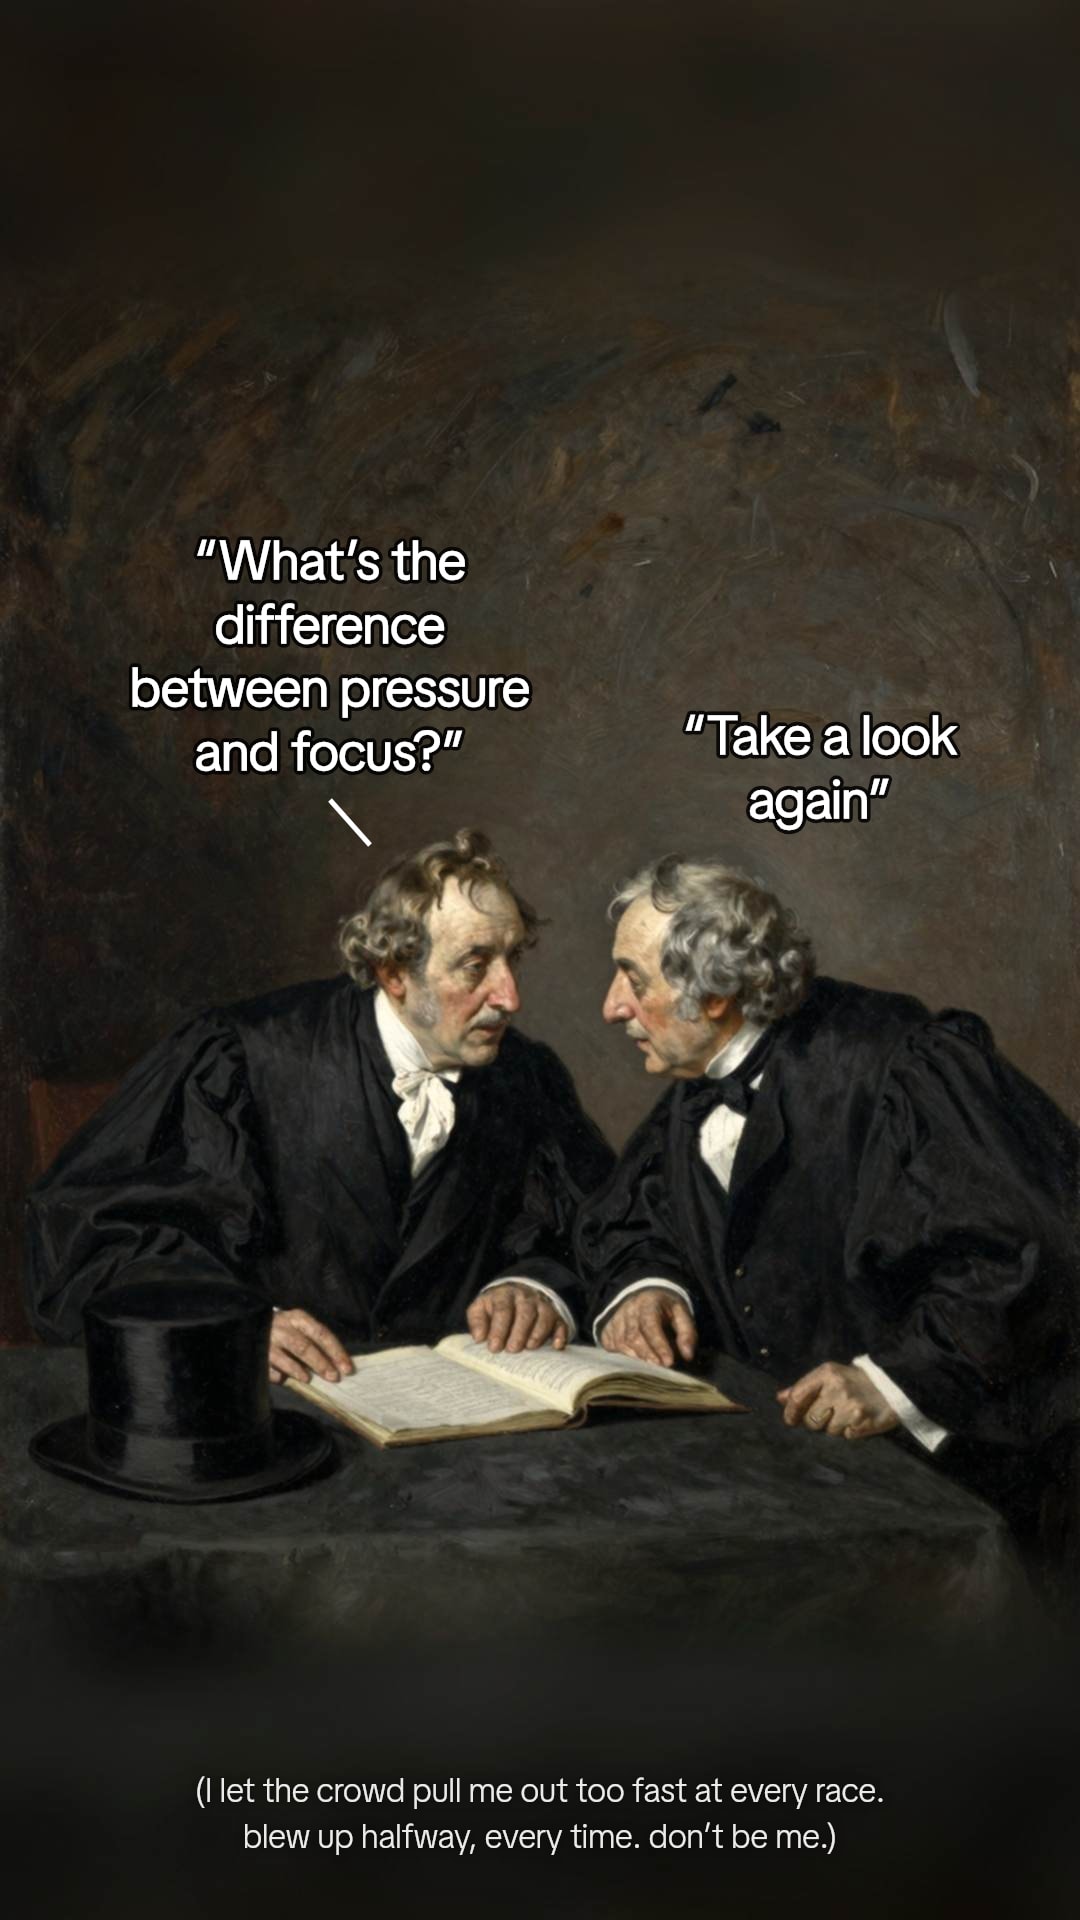 “What’s the
difference
between pressure
and focus?”
“Take a look
again”
(I let the crowd pull me out too fast at every race.
blew up halfway, every time. don’t be me.)